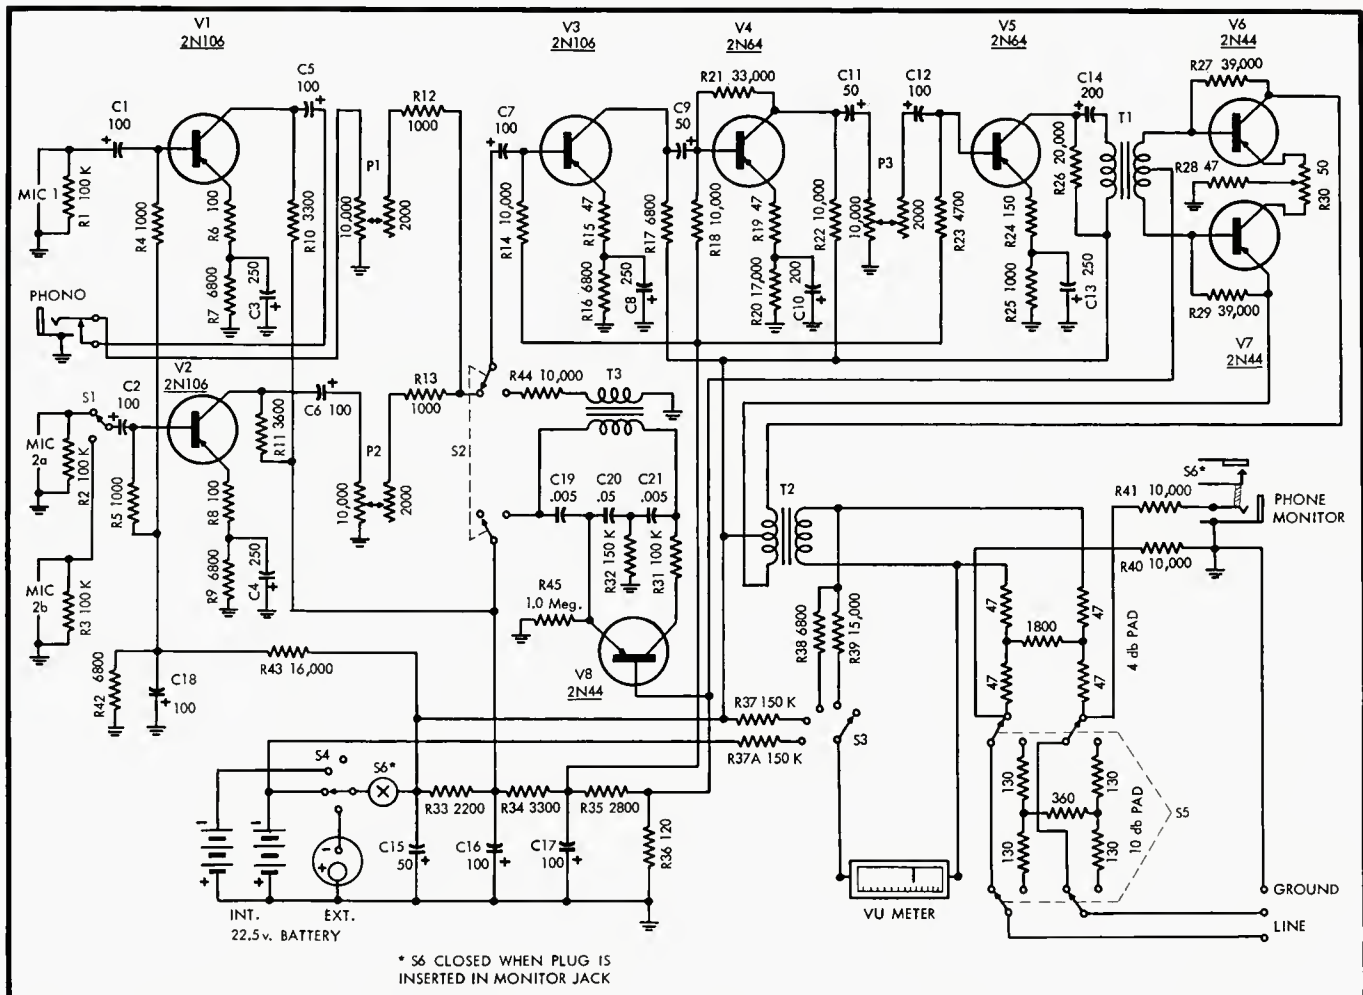 V1
2N106
V3
2N106
V4
2N64
V5
2N64
V6
2N44
C1
100
C5
100
R12
1000
C7
100
R21 33,000
C9
50
C11
50
C12
100
C14
200
T1
R27 39,000
MIC 1
R1 100 K
R4 1000
R6 100
R7 6800
C3 250
R10 3300
P1
10,000
2000
R14 10,000
R15 47
R16 6800
C8 250
R17 6800
R18 10,000
R19 47
R20 17,000
C10 200
R22 10,000
P3
10,000
2000
R23 4700
R24 150
R25 1000
C13 250
R26 20,000
R28 47
R30 50
R29
39,000
V7
2N44
PHONO
V2
2N106
S1
C2
100
C6 100
R13
1000
MIC
2a
R2 100 K
R5 1000
R8 100
R9 6800
C4 250
R11 3600
P2
10,000
2000
S2
R44 10,000
T3
C19
.005
C20
.05
C21
.005
R32 150 K
R31 100 K
R45
1.0 Meg.
V8
2N44
MIC
2b
R3 100 K
T2
S6*
PHONE
MONITOR
R41
10,000
R40
10,000
R38 6800
R39 15,000
47
47
1800
47
47
4 db PAD
R42 6800
C18
100
R43 16,000
R37 150 K
R37A 150 K
S3
S4
S6*
R33 2200
R34 3300
R35 2800
R36 120
C15
50
C16
100
C17
100
130
130
360
130
130
10 db PAD
S5
VU METER
GROUND
LINE
INT.
EXT.
22.5v. BATTERY
* S6 CLOSED WHEN PLUG IS
INSERTED IN MONITOR JACK